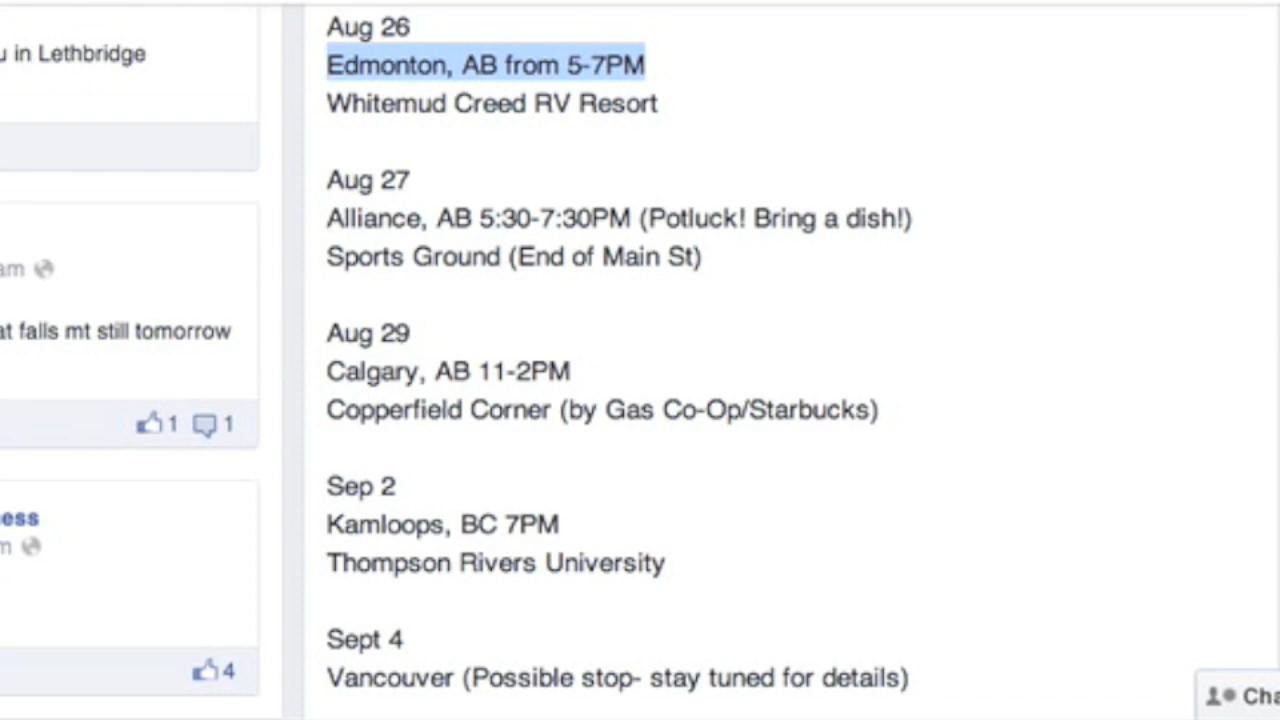 u in Lethbridge
am
at falls mt still tomorrow
1 1
ess
m
4
Aug 26
Edmonton, AB from 5-7PM
Whitemud Creed RV Resort
Aug 27
Alliance, AB 5:30-7:30PM (Potluck! Bring a dish!)
Sports Ground (End of Main St)
Aug 29
Calgary, AB 11-2PM
Copperfield Corner (by Gas Co-Op/Starbucks)
Sep 2
Kamloops, BC 7PM
Thompson Rivers University
Sept 4
Vancouver (Possible stop- stay tuned for details)
Cha